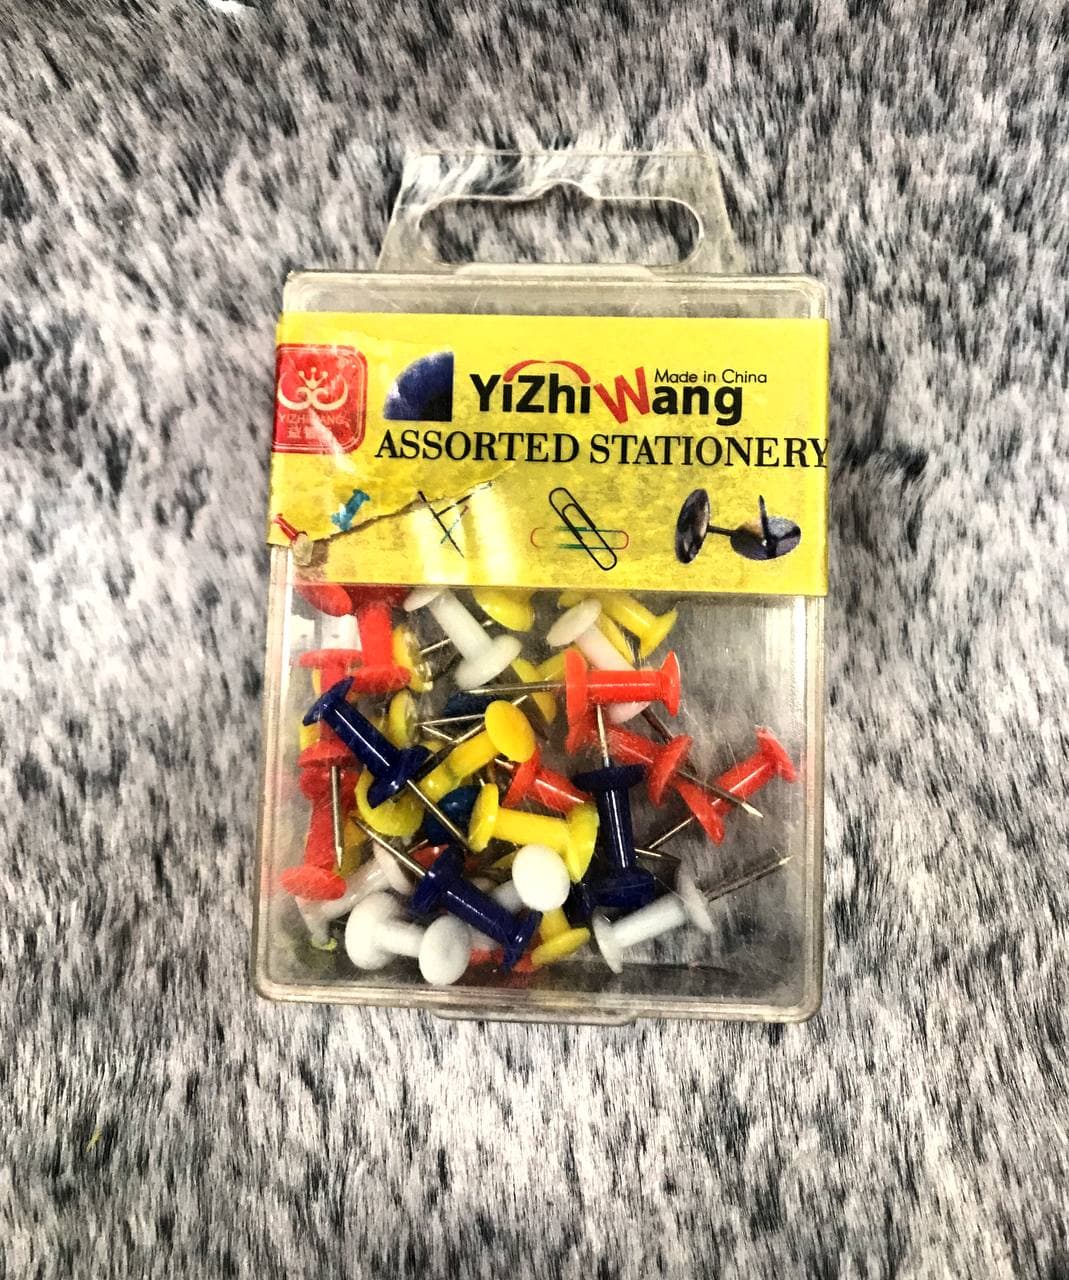 Made in China
YiZhiWang
ASSORTED STATIONERY
YIZHIWANG